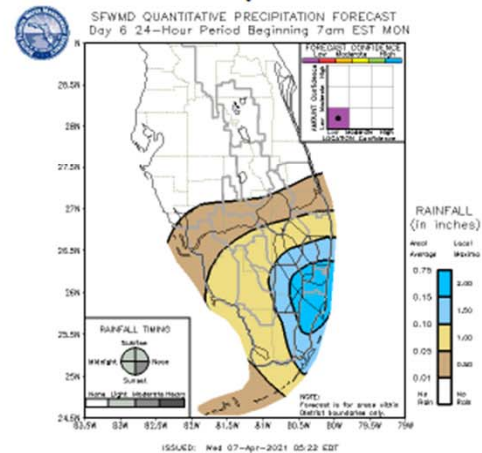 SFWMD QUANTITATIVE PRECIPITATION FORECAST
Day 6 24-Hour Period Beginning 7am EST MON
FORECAST CONFIDENCE
Low Moderate High
AMOUNT Confidence
Low Moderate High
Low Moderate High
LOCATION Confidence
28.5N
28N
27.5N
27N
26.5N
26N
25.5N
25N
24.5N
83.5W
83W
82.5W
82W
81.5W
81W
80.5W
80W
79.5W
79W
RAINFALL
(in inches)
Areal Average
Local Maxima
0.75
0.15
0.10
0.05
0.01
No Rain
2.00
1.50
1.00
0.50
No Rain
RAINFALL TIMING
Sunrise
Midnight
Noon
Sunset
None Light Moderate Heavy
NOTE:
Forecast is for areas within
District boundaries only.
ISSUED: Wed 07-Apr-2021 05:22 EDT